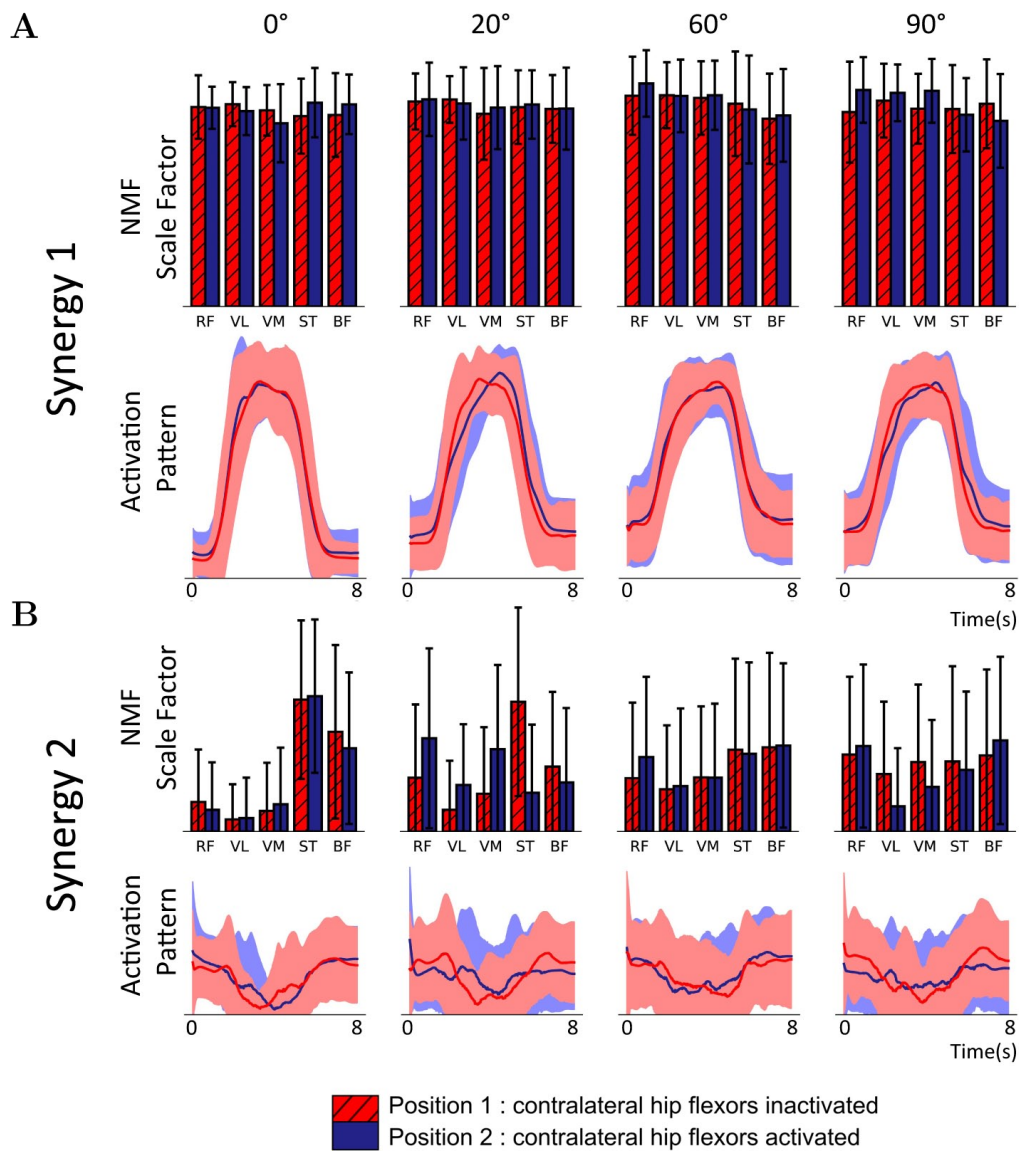 A
0° 20° 60° 90°
Synergy 1
NMF
Scale Factor
RF VL VM ST BF RF VL VM ST BF RF VL VM ST BF RF VL VM ST BF
Activation
Pattern
0 8 0 8 0 8 0 8
Time(s)
B
Synergy 2
NMF
Scale Factor
RF VL VM ST BF RF VL VM ST BF RF VL VM ST BF RF VL VM ST BF
Activation
Pattern
0 8 0 8 0 8 0 8
Time(s)
Position 1 : contralateral hip flexors inactivated
Position 2 : contralateral hip flexors activated